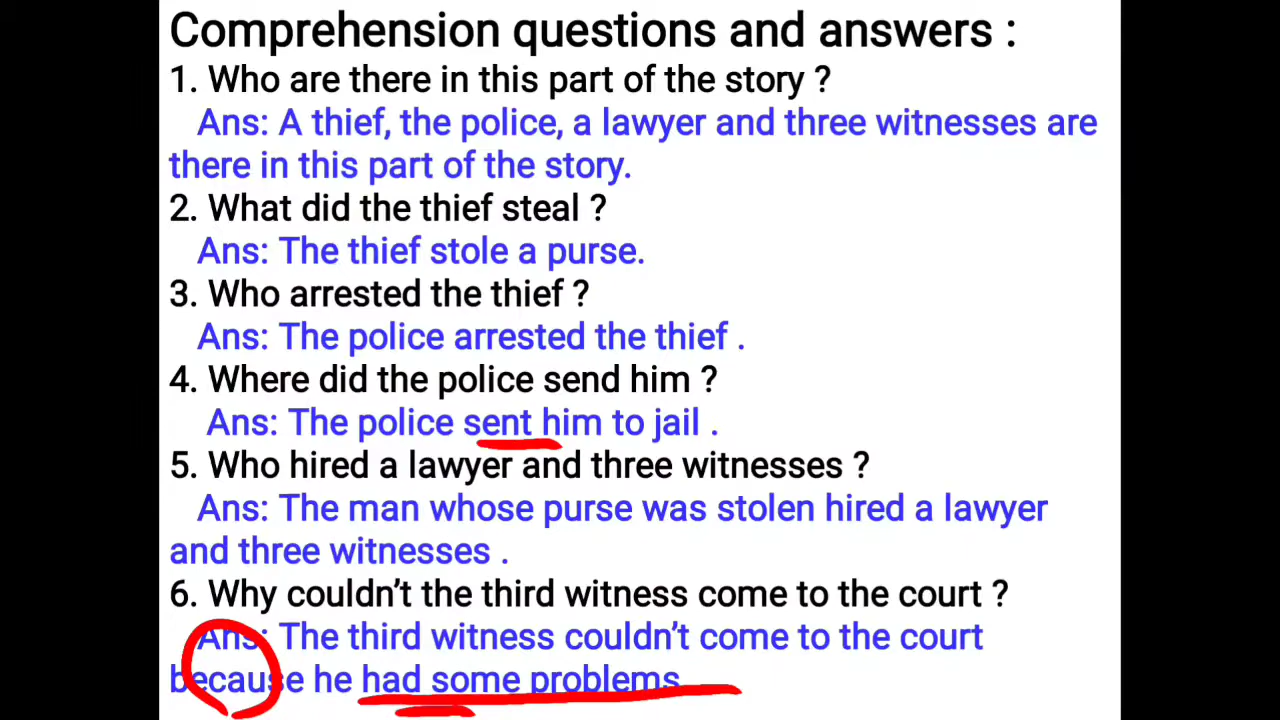 Comprehension questions and answers :
1. Who are there in this part of the story ?
Ans: A thief, the police, a lawyer and three witnesses are
there in this part of the story.
2. What did the thief steal ?
Ans: The thief stole a purse.
3. Who arrested the thief ?
Ans: The police arrested the thief .
4. Where did the police send him ?
Ans: The police sent him to jail .
5. Who hired a lawyer and three witnesses ?
Ans: The man whose purse was stolen hired a lawyer
and three witnesses .
6. Why couldn’t the third witness come to the court ?
Ans: The third witness couldn’t come to the court
because he had some problems